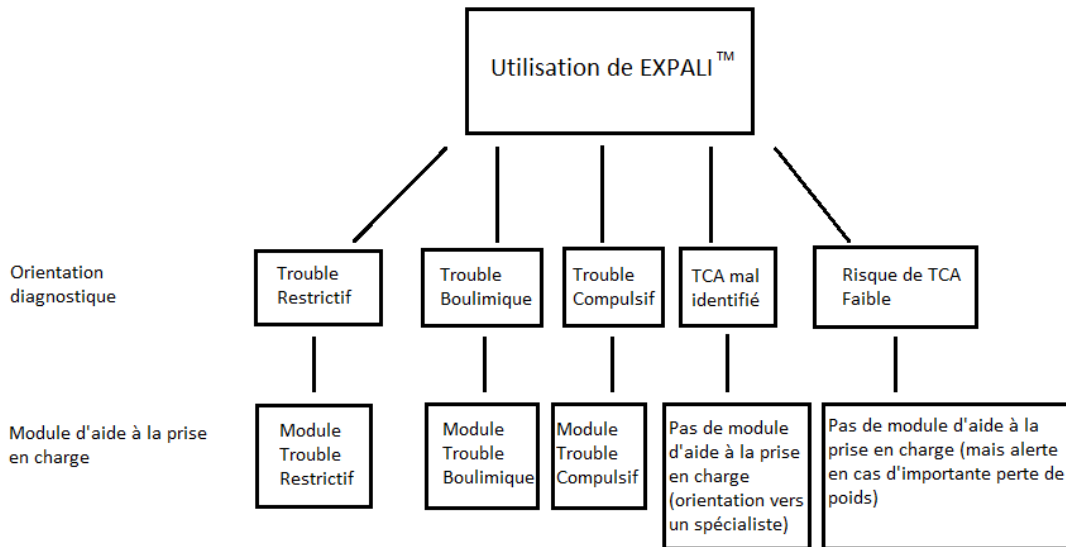 Utilisation de EXPALI™
Orientation
diagnostique
Trouble
Restrictif
Trouble
Boulimique
Trouble
Compulsif
TCA mal
identifié
Risque de TCA
Faible
Module d'aide à la prise
en charge
Module
Trouble
Restrictif
Module
Trouble
Boulimique
Module
Trouble
Compulsif
Pas de module
d'aide à la prise
en charge
(orientation vers
un spécialiste)
Pas de module d'aide à la
prise en charge (mais alerte
en cas d'importante perte de
poids)